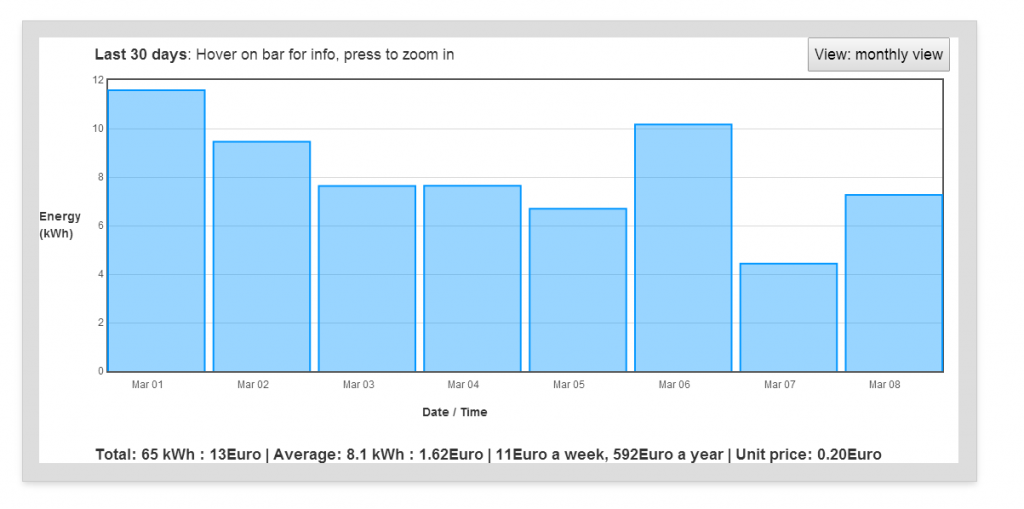 Last 30 days: Hover on bar for info, press to zoom in
View: monthly view
12
10
8
Energy
(kWh)
6
4
2
0
Mar 01 Mar 02 Mar 03 Mar 04 Mar 05 Mar 06 Mar 07 Mar 08
Date / Time
Total: 65 kWh : 13Euro | Average: 8.1 kWh : 1.62Euro | 11Euro a week, 592Euro a year | Unit price: 0.20Euro